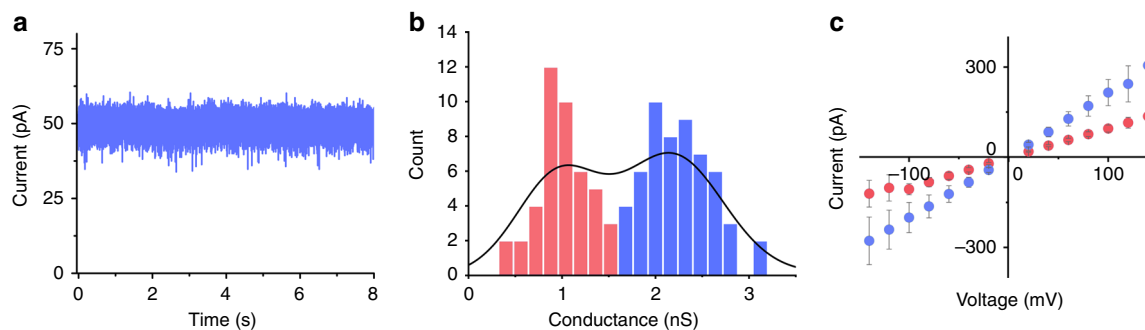 a
75
50
25
0
Current (pA)
0 2 4 6 8
Time (s)
b
14
12
10
8
6
4
2
0
Count
0 1 2 3
Conductance (nS)
c
300
0
−300
Current (pA)
−100 0 100
Voltage (mV)